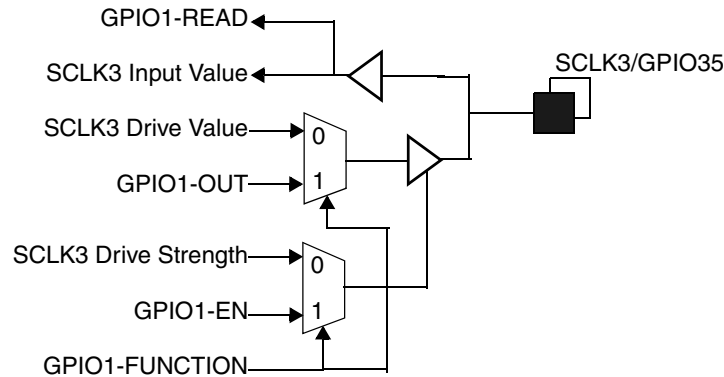 GPIO1-READ
SCLK3 Input Value
SCLK3/GPIO35
SCLK3 Drive Value
0
GPIO1-OUT
1
SCLK3 Drive Strength
0
GPIO1-EN
1
GPIO1-FUNCTION